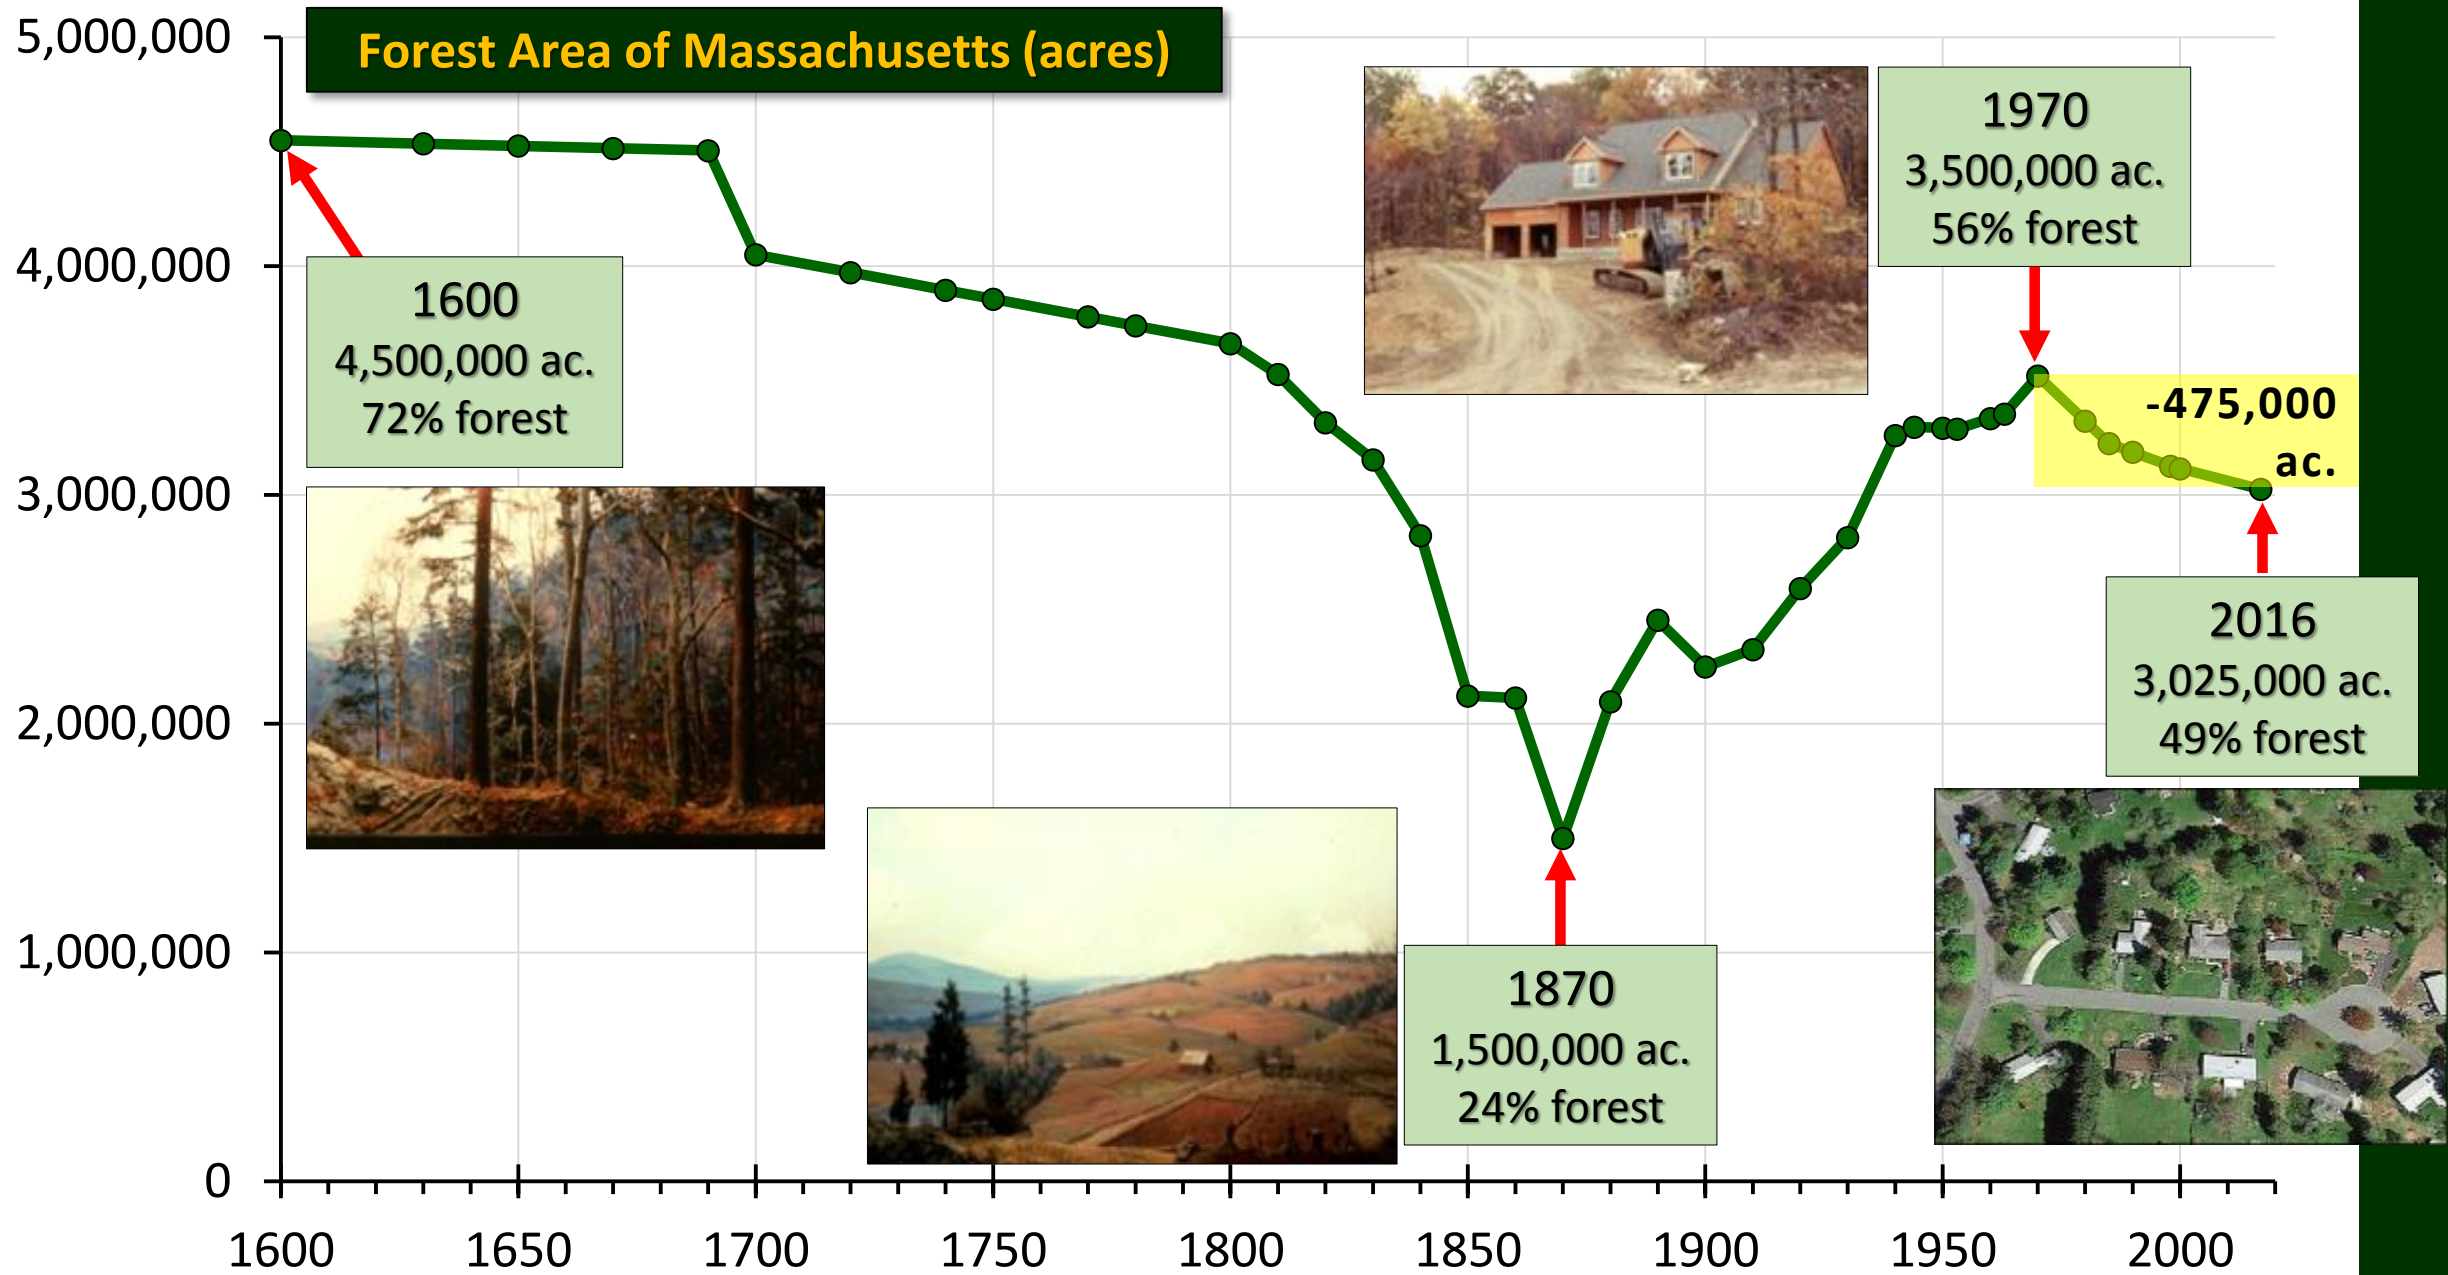 Forest Area of Massachusetts (acres)
5,000,000
4,000,000
3,000,000
2,000,000
1,000,000
0
1600
4,500,000 ac.
72% forest
1970
3,500,000 ac.
56% forest
-475,000
ac.
2016
3,025,000 ac.
49% forest
1870
1,500,000 ac.
24% forest
1600 1650 1700 1750 1800 1850 1900 1950 2000